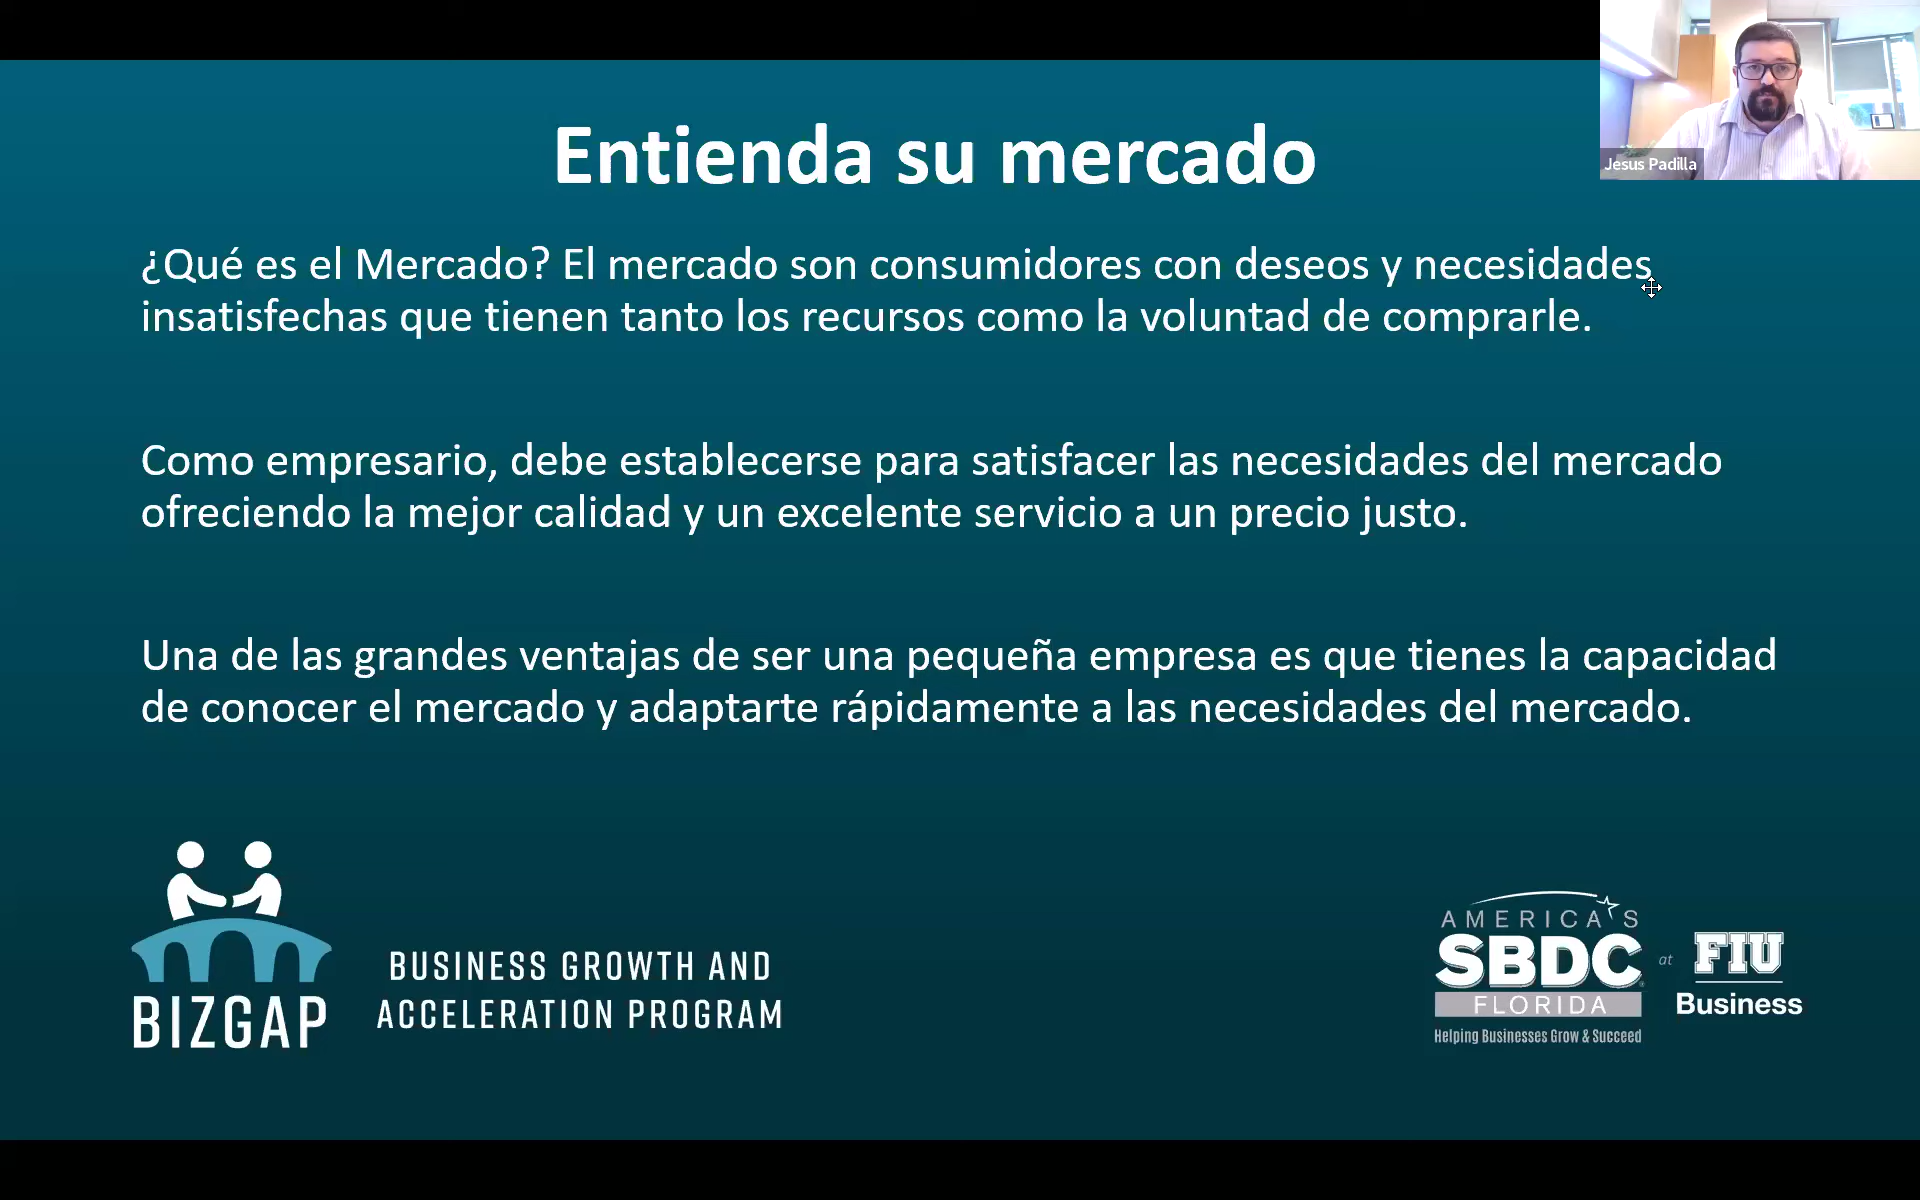 Entienda su mercado
Jesus Padilla
¿Qué es el Mercado? El mercado son consumidores con deseos y necesidades
insatisfechas que tienen tanto los recursos como la voluntad de comprarle.
Como empresario, debe establecerse para satisfacer las necesidades del mercado
ofreciendo la mejor calidad y un excelente servicio a un precio justo.
Una de las grandes ventajas de ser una pequeña empresa es que tienes la capacidad
de conocer el mercado y adaptarte rápidamente a las necesidades del mercado.
BIZGAP
BUSINESS GROWTH AND
ACCELERATION PROGRAM
AMERICA'S
SBDC
FLORIDA
Helping Businesses Grow & Succeed
at
FIU
Business